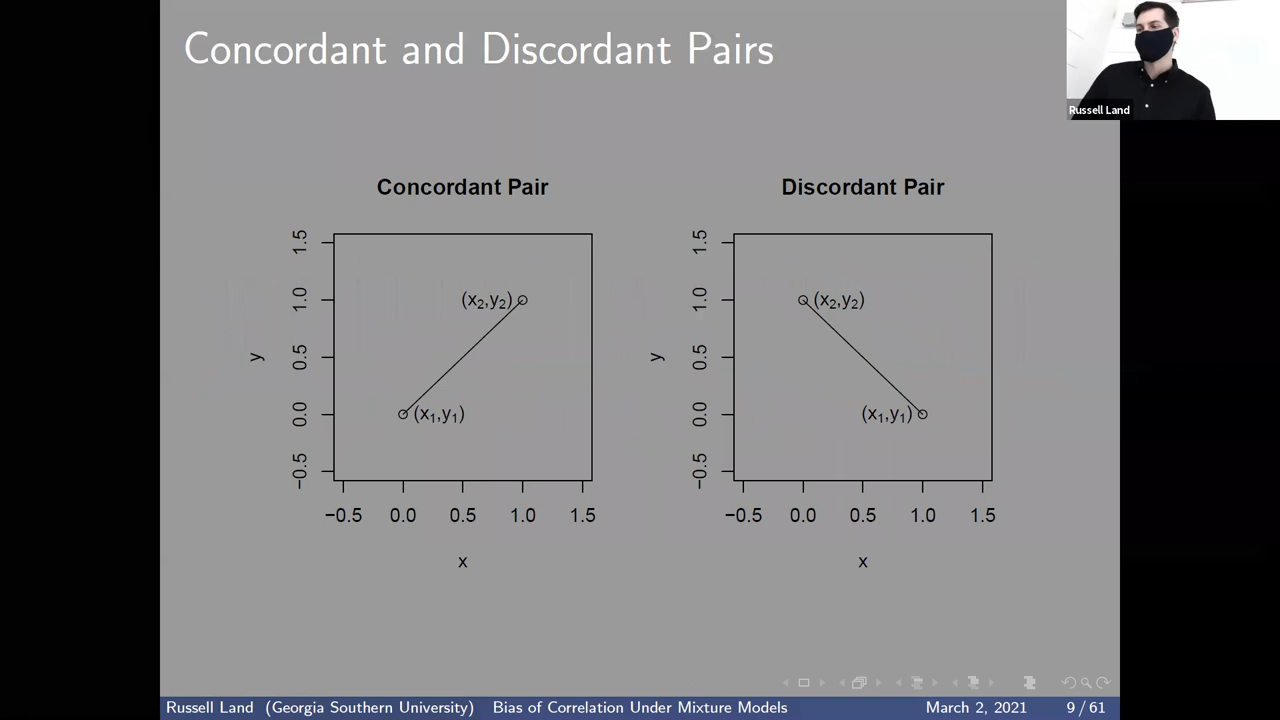 Concordant and Discordant Pairs
Russell Land
Concordant Pair
1.5
1.0
0.5
0.0
−0.5
y
(x2,y2)
(x1,y1)
−0.5 0.0 0.5 1.0 1.5
x
Discordant Pair
1.5
1.0
0.5
0.0
−0.5
y
(x2,y2)
(x1,y1)
−0.5 0.0 0.5 1.0 1.5
x
Russell Land (Georgia Southern University) Bias of Correlation Under Mixture Models March 2, 2021 9 / 61